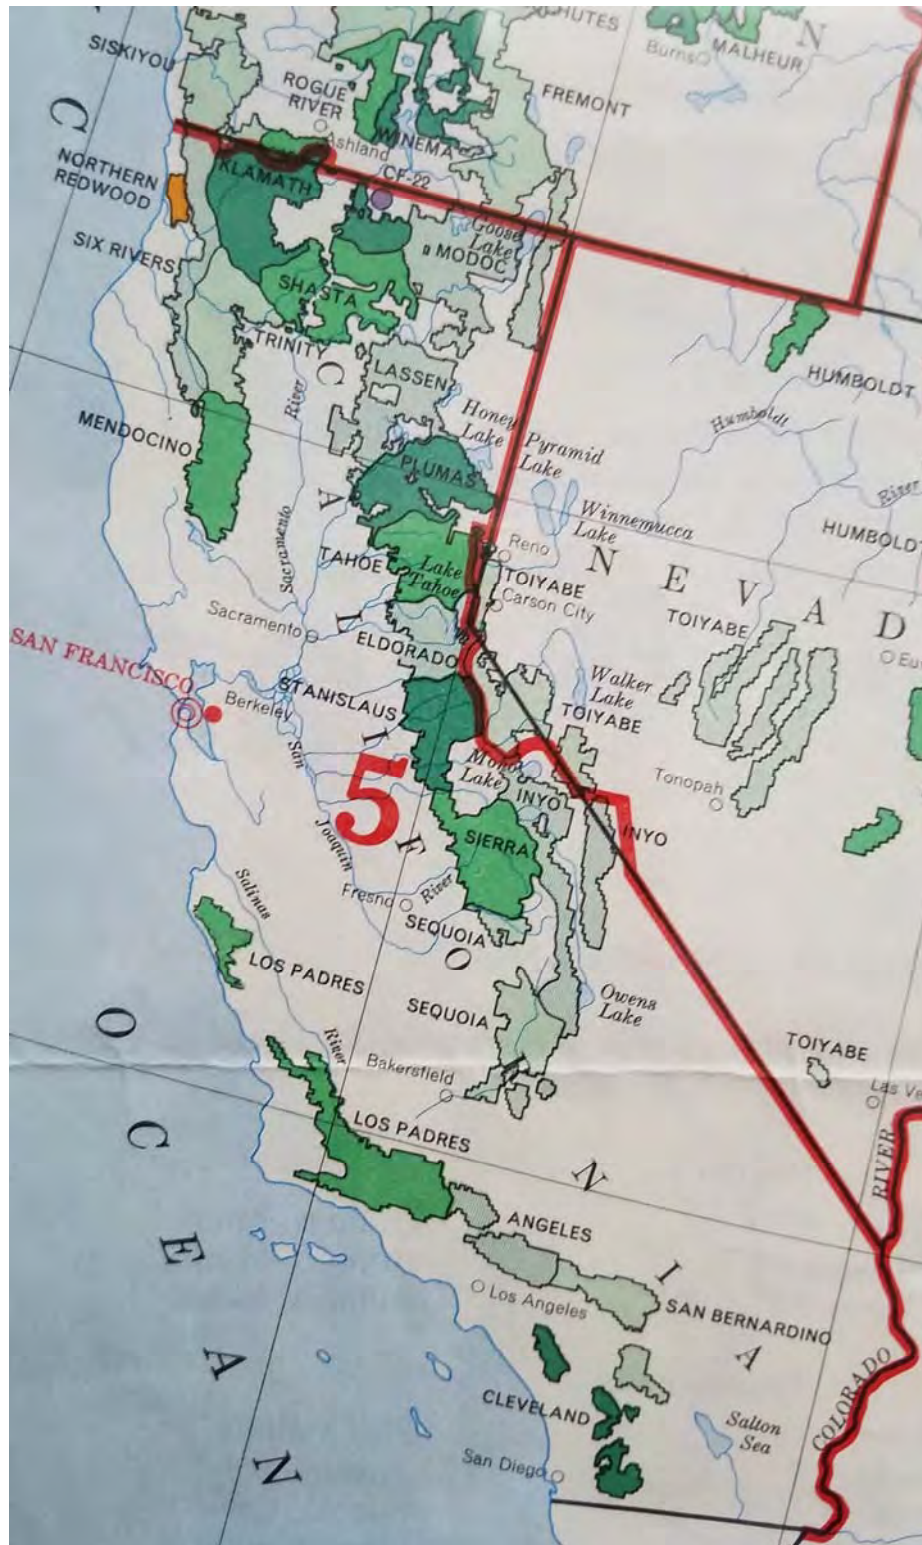 CHUTES
Burns
MALHEUR
N
SISKIYOU
ROGUE
RIVER
FREMONT
Ashland
WINEMA
C
KLAMATH
CF-22
NORTHERN
REDWOOD
Goose
Lake
MODOC
SIX RIVERS
SHASTA
TRINITY
C
LASSEN
HUMBOLDT
River
Honey
Lake
Pyramid
Lake
Humboldt
MENDOCINO
PLUMAS
River
A
Winnemucca
Lake
HUMBOLDT
Sacramento
Reno
N E V A D
TAHOE
Lake
Tahoe
TOIYABE
Carson City
TOIYABE
Sacramento
L
ELDORADO
Eu
SAN FRANCISCO
Berkeley
STANISLAUS
Walker
Lake
TOIYABE
I
San
Mono
Lake
Tonopah
5
INYO
INYO
Joaquin
F
SIERRA
Salinas
Fresno
River
SEQUOIA
O
LOS PADRES
SEQUOIA
Owens
Lake
O
River
TOIYABE
Bakersfield
Las Ve
C
LOS PADRES
RIVER
N
ANGELES
E
I
Los Angeles
SAN BERNARDINO
A
A
COLORADO
CLEVELAND
Salton
Sea
N
San Diego